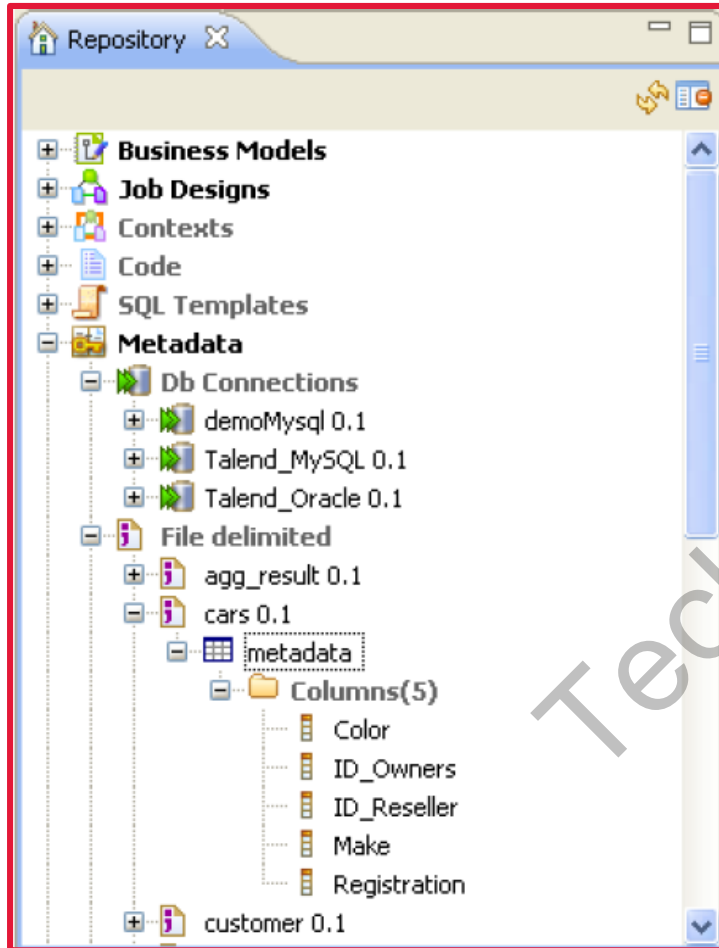 Repository
Business Models
Job Designs
Contexts
Code
SQL Templates
Metadata
Db Connections
demoMysql 0.1
Talend_MySQL 0.1
Talend_Oracle 0.1
File delimited
agg_result 0.1
cars 0.1
metadata
Columns(5)
Color
ID_Owners
ID_Reseller
Make
Registration
customer 0.1
Tec